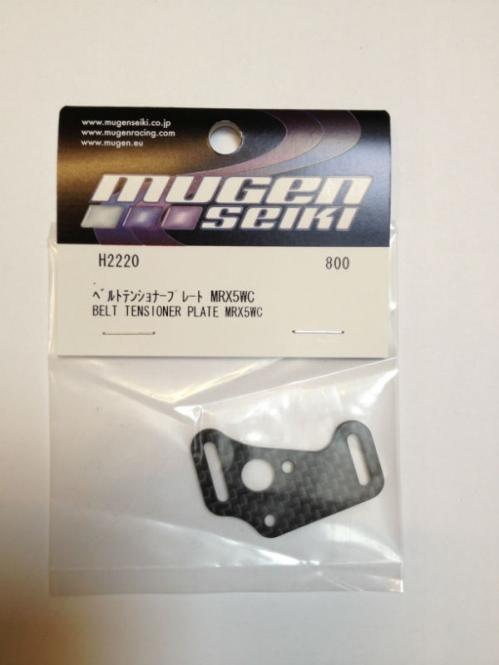 www.mugenseiki.co.jp
www.mugenracing.com
www.mugen.eu
mugen
seiki
H2220 800
ﾍﾞﾙﾄﾃﾝｼｮﾅｰﾌﾟﾚｰﾄ MRX5WC
BELT TENSIONER PLATE MRX5WC